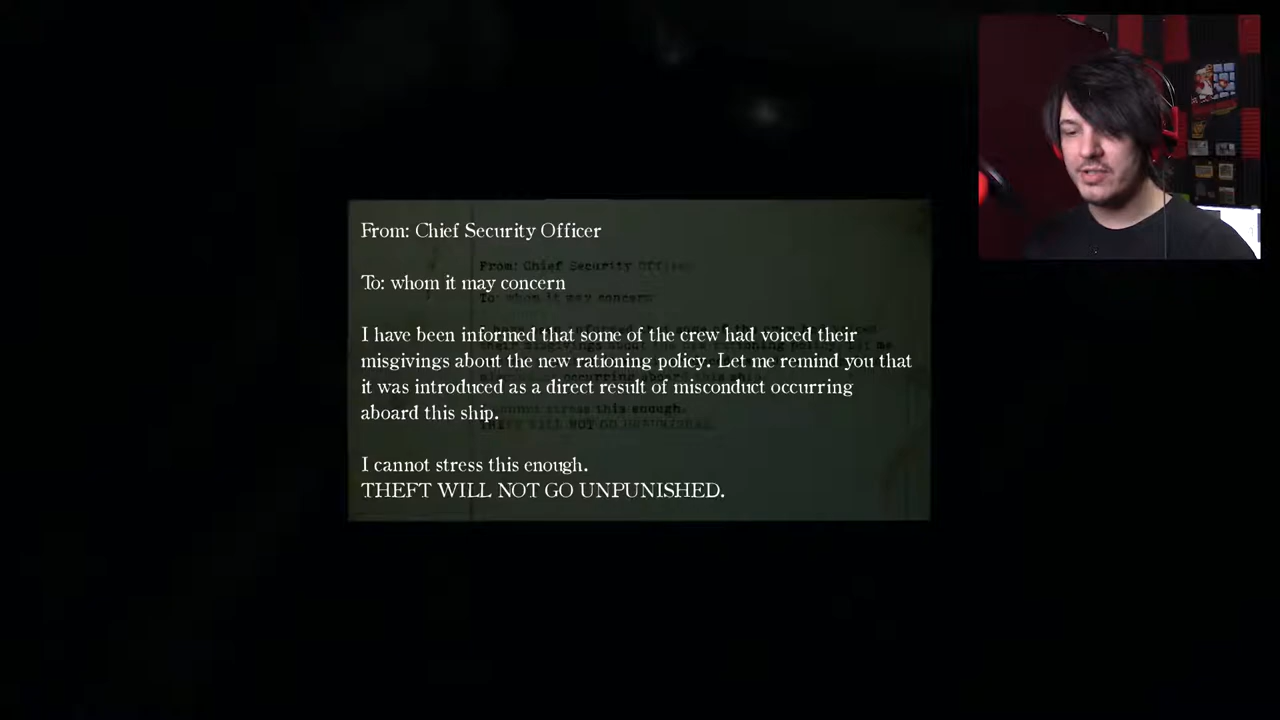 From: Chief Security Officer
To: whom it may concern
I have been informed that some of the crew had voiced their
misgivings about the new rationing policy. Let me remind you that
it was introduced as a direct result of misconduct occurring
aboard this ship.
I cannot stress this enough.
THEFT WILL NOT GO UNPUNISHED.